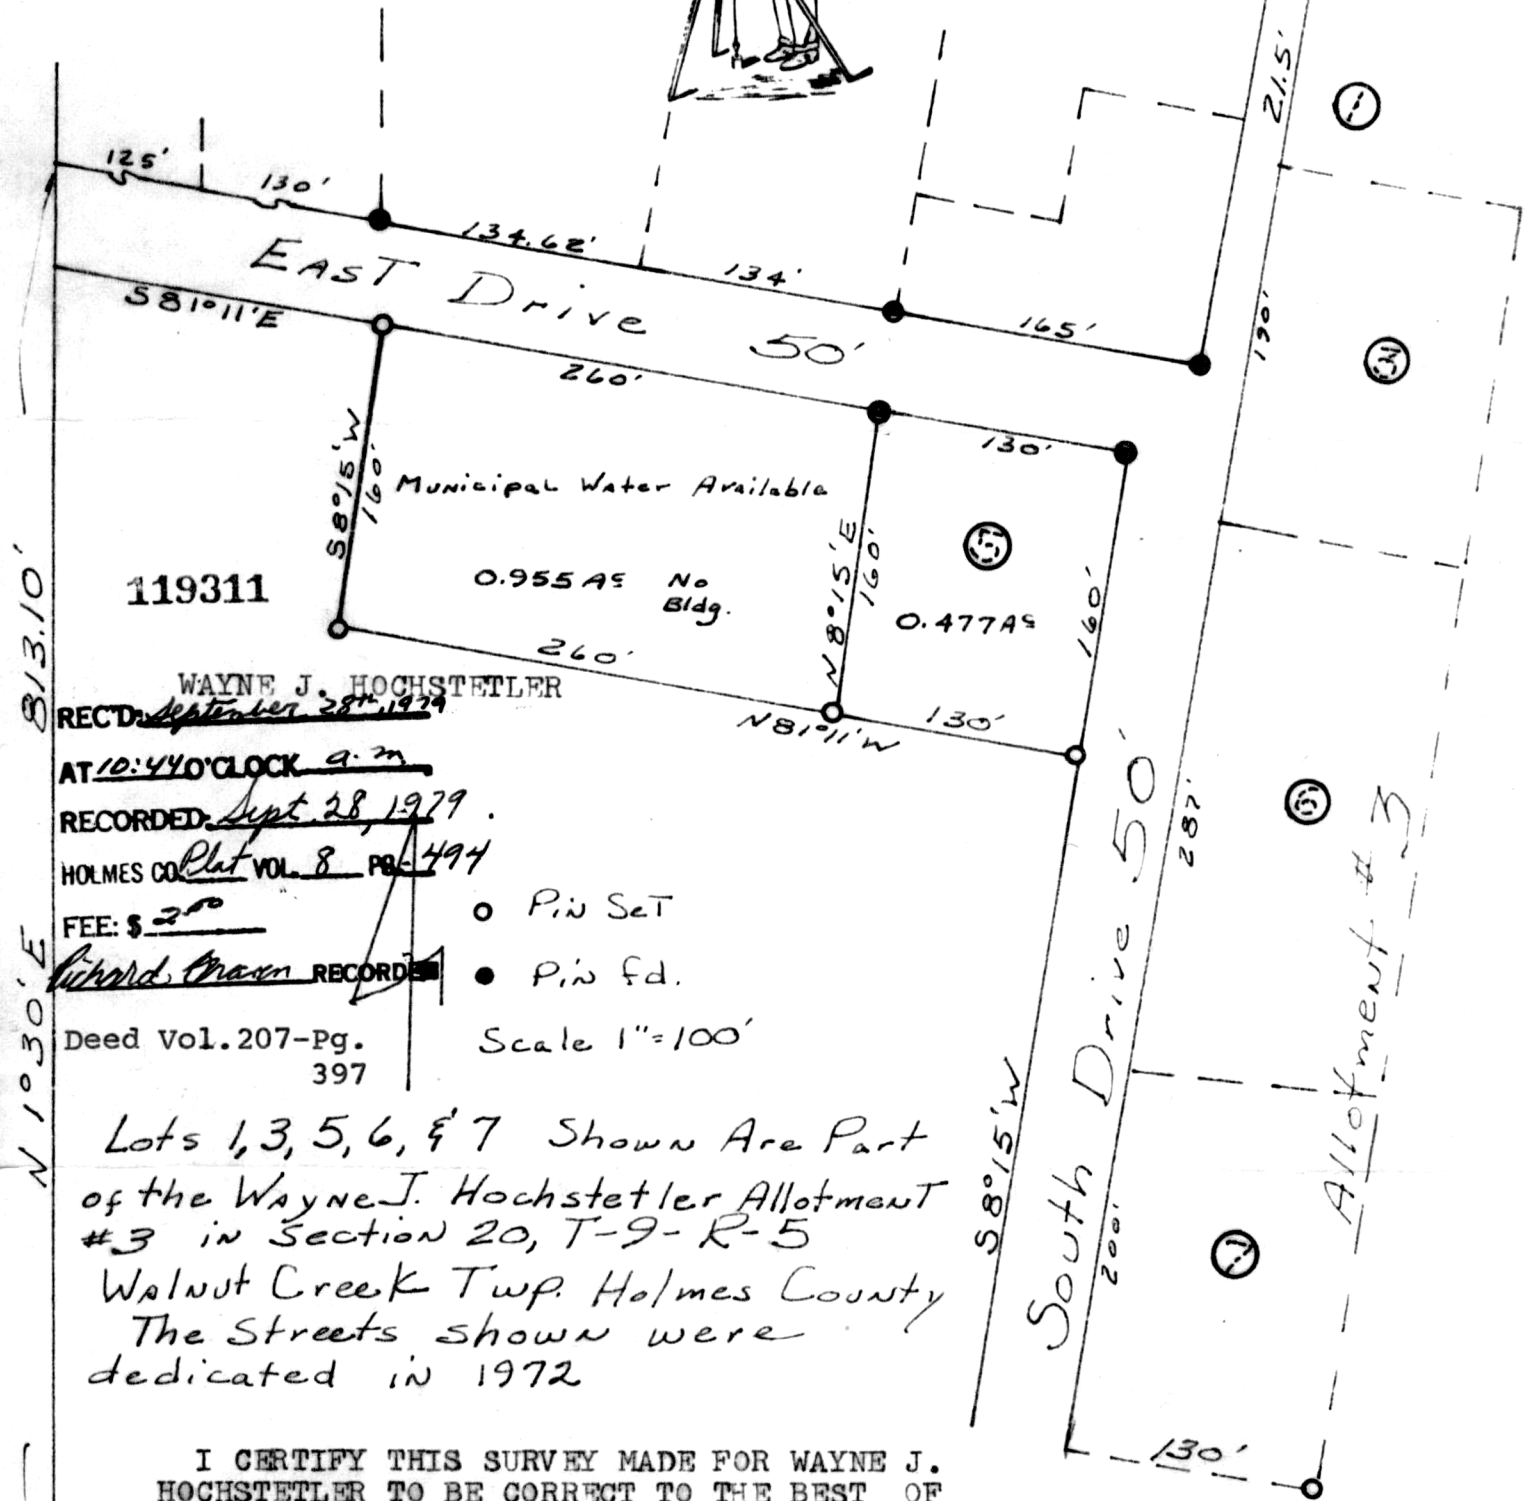 21.5'
1
125'
130'
134.62'
134'
165'
EAST Drive 50'
S 81° 11' E
260'
130'
190'
3
S 8° 15' W
160'
Municipal Water Available
N 8° 15' E
160'
5
160'
0.955 Ac No
Bldg.
0.477 Ac
119311
260'
130'
N 81° 11' W
813.10'
N 1° 30' E
WAYNE J. HOCHSTETLER
REC'D: September 28th, 1979
AT 10:44 O'CLOCK a.m.
RECORDED: Sept. 28, 1979.
HOLMES CO. Plat VOL. 8 PG. 494
FEE: $ 2.00
Richard RECORDER
Pin Set
Pin fd.
Deed Vol.207-Pg.
397
Scale 1"=100'
287'
6
South Drive 50'
Allotment # 3
S 8° 15' W
200'
7
130'
Lots 1, 3, 5, 6, & 7 Shown Are Part
of the Wayne J. Hochstetler Allotment
#3 in Section 20, T-9-R-5
Walnut Creek Twp. Holmes County
The Streets shown were
dedicated in 1972
I CERTIFY THIS SURVEY MADE FOR WAYNE J.
HOCHSTETLER TO BE CORRECT TO THE BEST OF